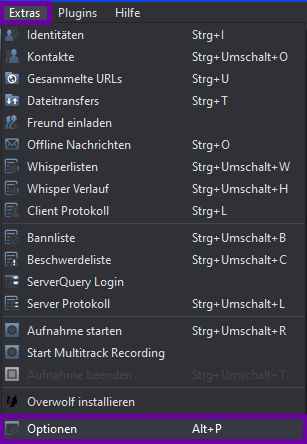 Extras Plugins Hilfe
Identitäten Strg+I
Kontakte Strg+Umschalt+O
Gesammelte URLs Strg+U
Dateitransfers Strg+T
Freund einladen
Offline Nachrichten Strg+O
Whisperlisten Strg+Umschalt+W
Whisper Verlauf Strg+Umschalt+H
Client Protokoll Strg+L
Bannliste Strg+Umschalt+B
Beschwerdeliste Strg+Umschalt+C
ServerQuery Login
Server Protokoll Strg+Umschalt+L
Aufnahme starten Strg+Umschalt+R
Start Multitrack Recording
Aufnahme beenden Strg+Umschalt+T
Overwolf installieren
Optionen Alt+P